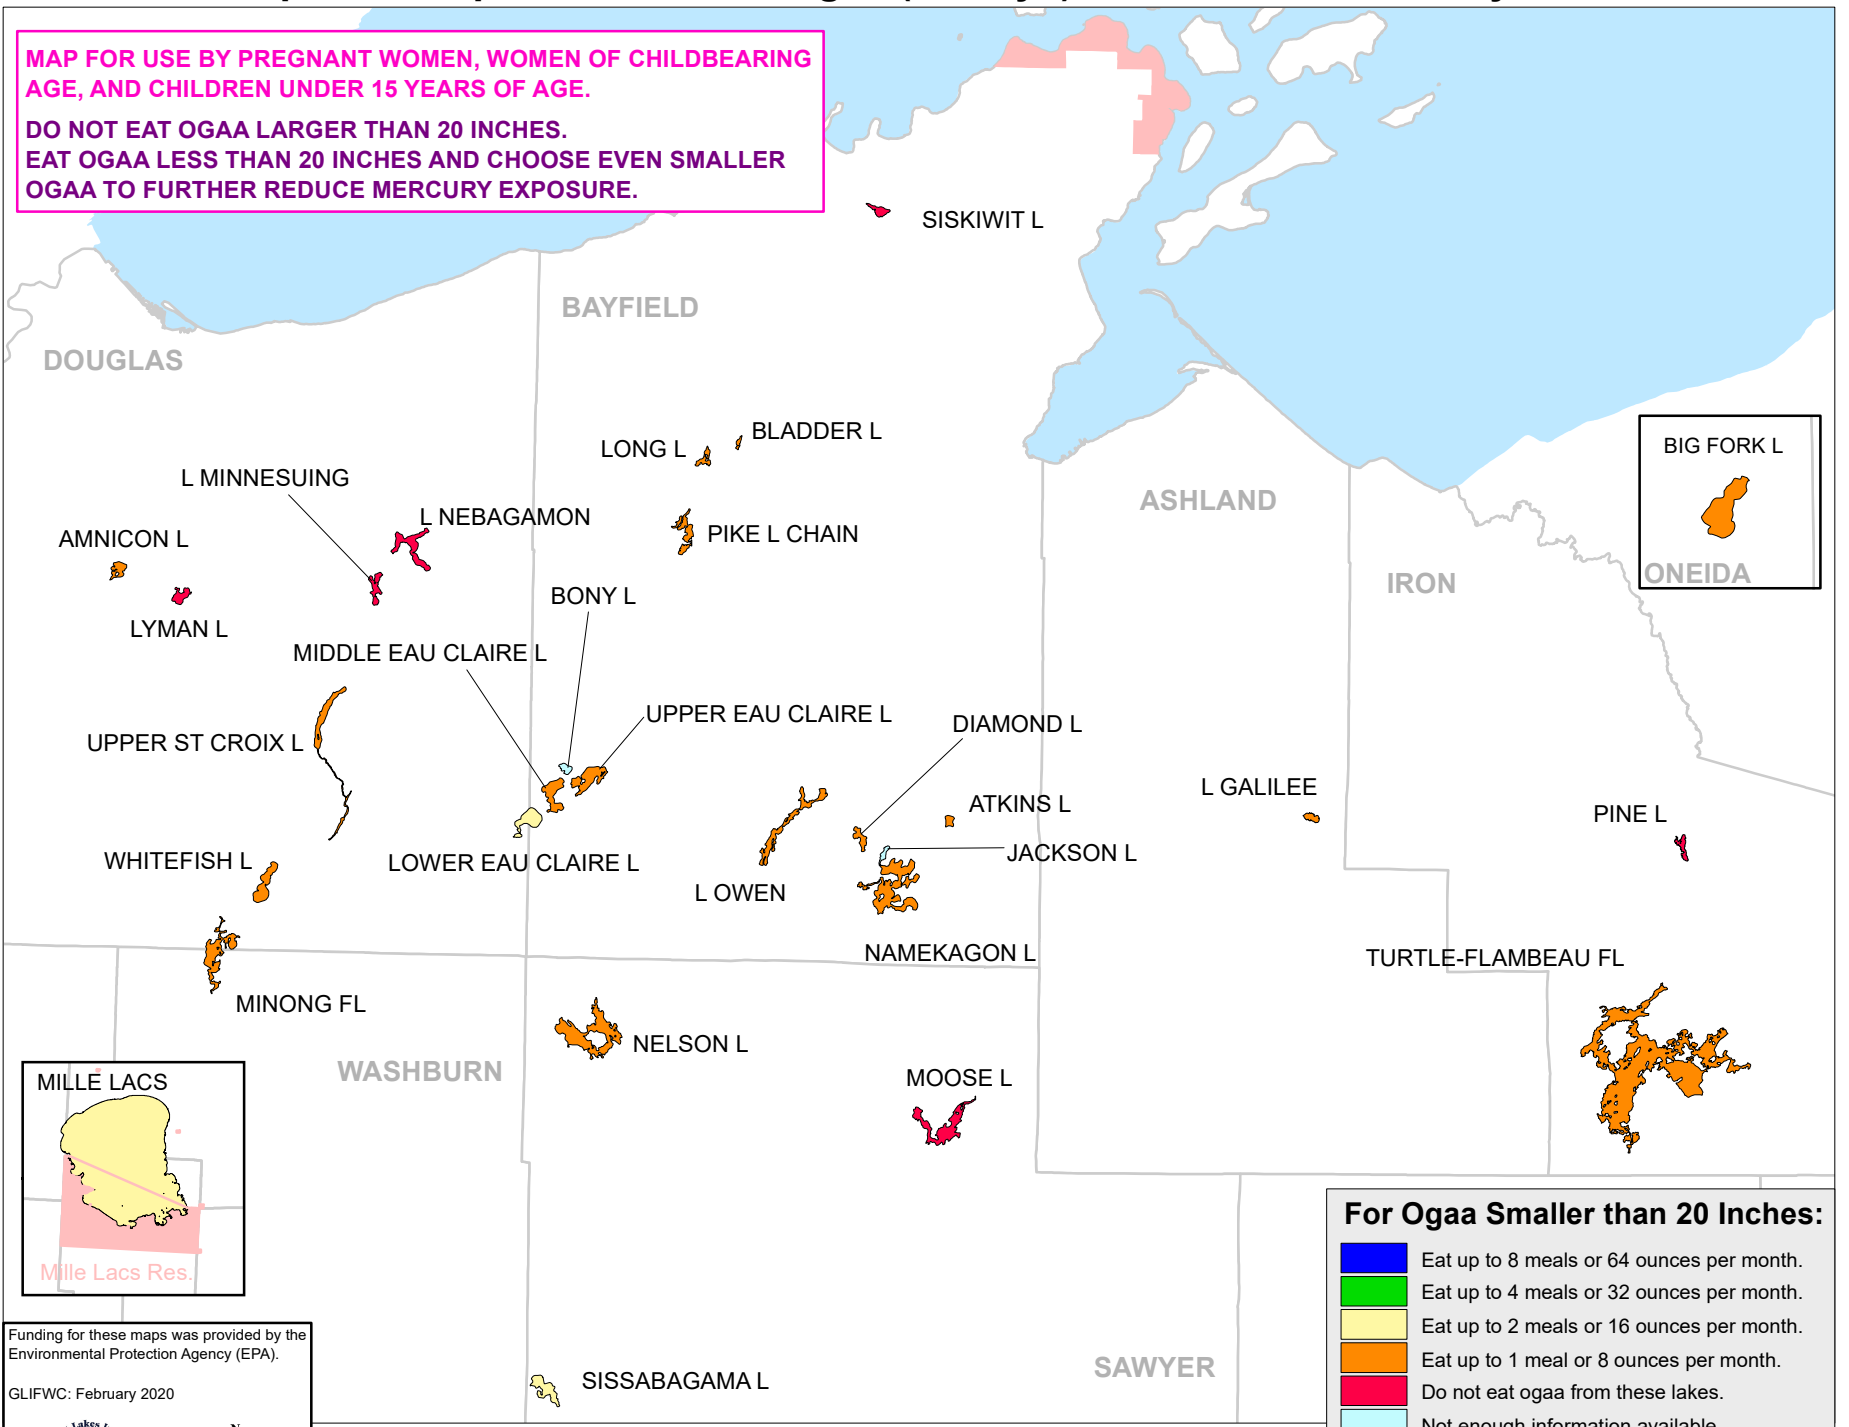 MAP FOR USE BY PREGNANT WOMEN, WOMEN OF CHILDBEARING
AGE, AND CHILDREN UNDER 15 YEARS OF AGE.
DO NOT EAT OGAA LARGER THAN 20 INCHES.
EAT OGAA LESS THAN 20 INCHES AND CHOOSE EVEN SMALLER
OGAA TO FURTHER REDUCE MERCURY EXPOSURE.
SISKIWIT L
BAYFIELD
DOUGLAS
BLADDER L
LONG L
BIG FORK L
L MINNESUING
ASHLAND
L NEBAGAMON
PIKE L CHAIN
AMNICON L
ONEIDA
IRON
BONY L
LYMAN L
MIDDLE EAU CLAIRE L
UPPER EAU CLAIRE L
DIAMOND L
UPPER ST CROIX L
L GALILEE
ATKINS L
PINE L
JACKSON L
WHITEFISH L
LOWER EAU CLAIRE L
L OWEN
NAMEKAGON L
TURTLE-FLAMBEAU FL
MINONG FL
NELSON L
WASHBURN
MOOSE L
MILLE LACS
Mille Lacs Res.
For Ogaa Smaller than 20 Inches:
Eat up to 8 meals or 64 ounces per month.
Eat up to 4 meals or 32 ounces per month.
Eat up to 2 meals or 16 ounces per month.
Eat up to 1 meal or 8 ounces per month.
Do not eat ogaa from these lakes.
Not enough information available.
Funding for these maps was provided by the
Environmental Protection Agency (EPA).
GLIFWC: February 2020
SISSABAGAMA L
SAWYER
Lakes
N